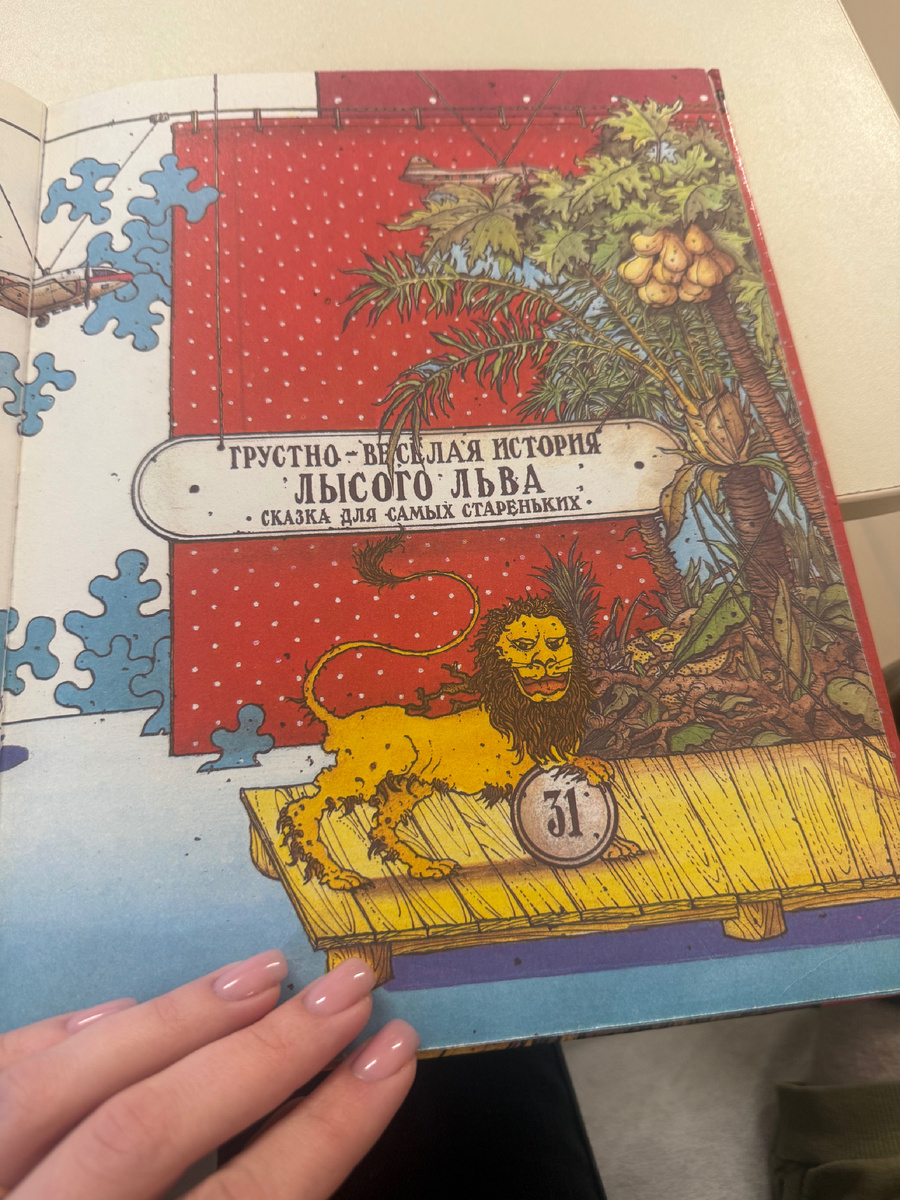 ГРУСТНО-ВЕСЕЛАЯ ИСТОРИЯ
ЛЫСОГО ЛЬВА
· СКАЗКА ДЛЯ САМЫХ СТАРЕНЬКИХ ·
31